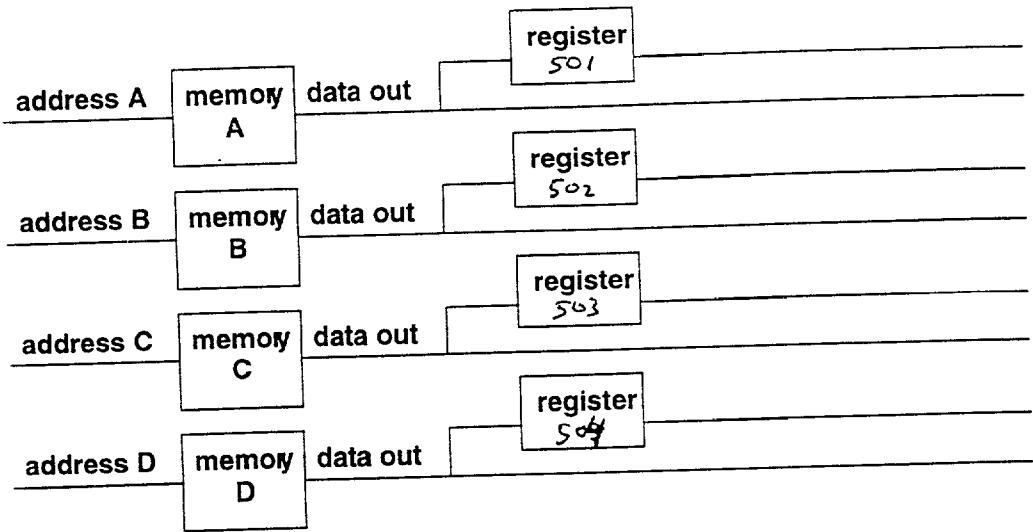 register
501
address A
memory
A
data out
register
502
address B
memory
B
data out
register
503
address C
memory
C
data out
register
504
address D
memory
D
data out